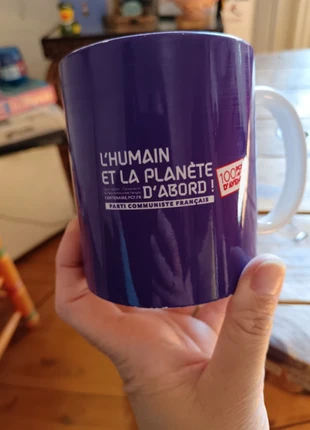 L'HUMAIN
ET LA PLANÈTE
D'ABORD !
PARTI COMMUNISTE FRANÇAIS
100